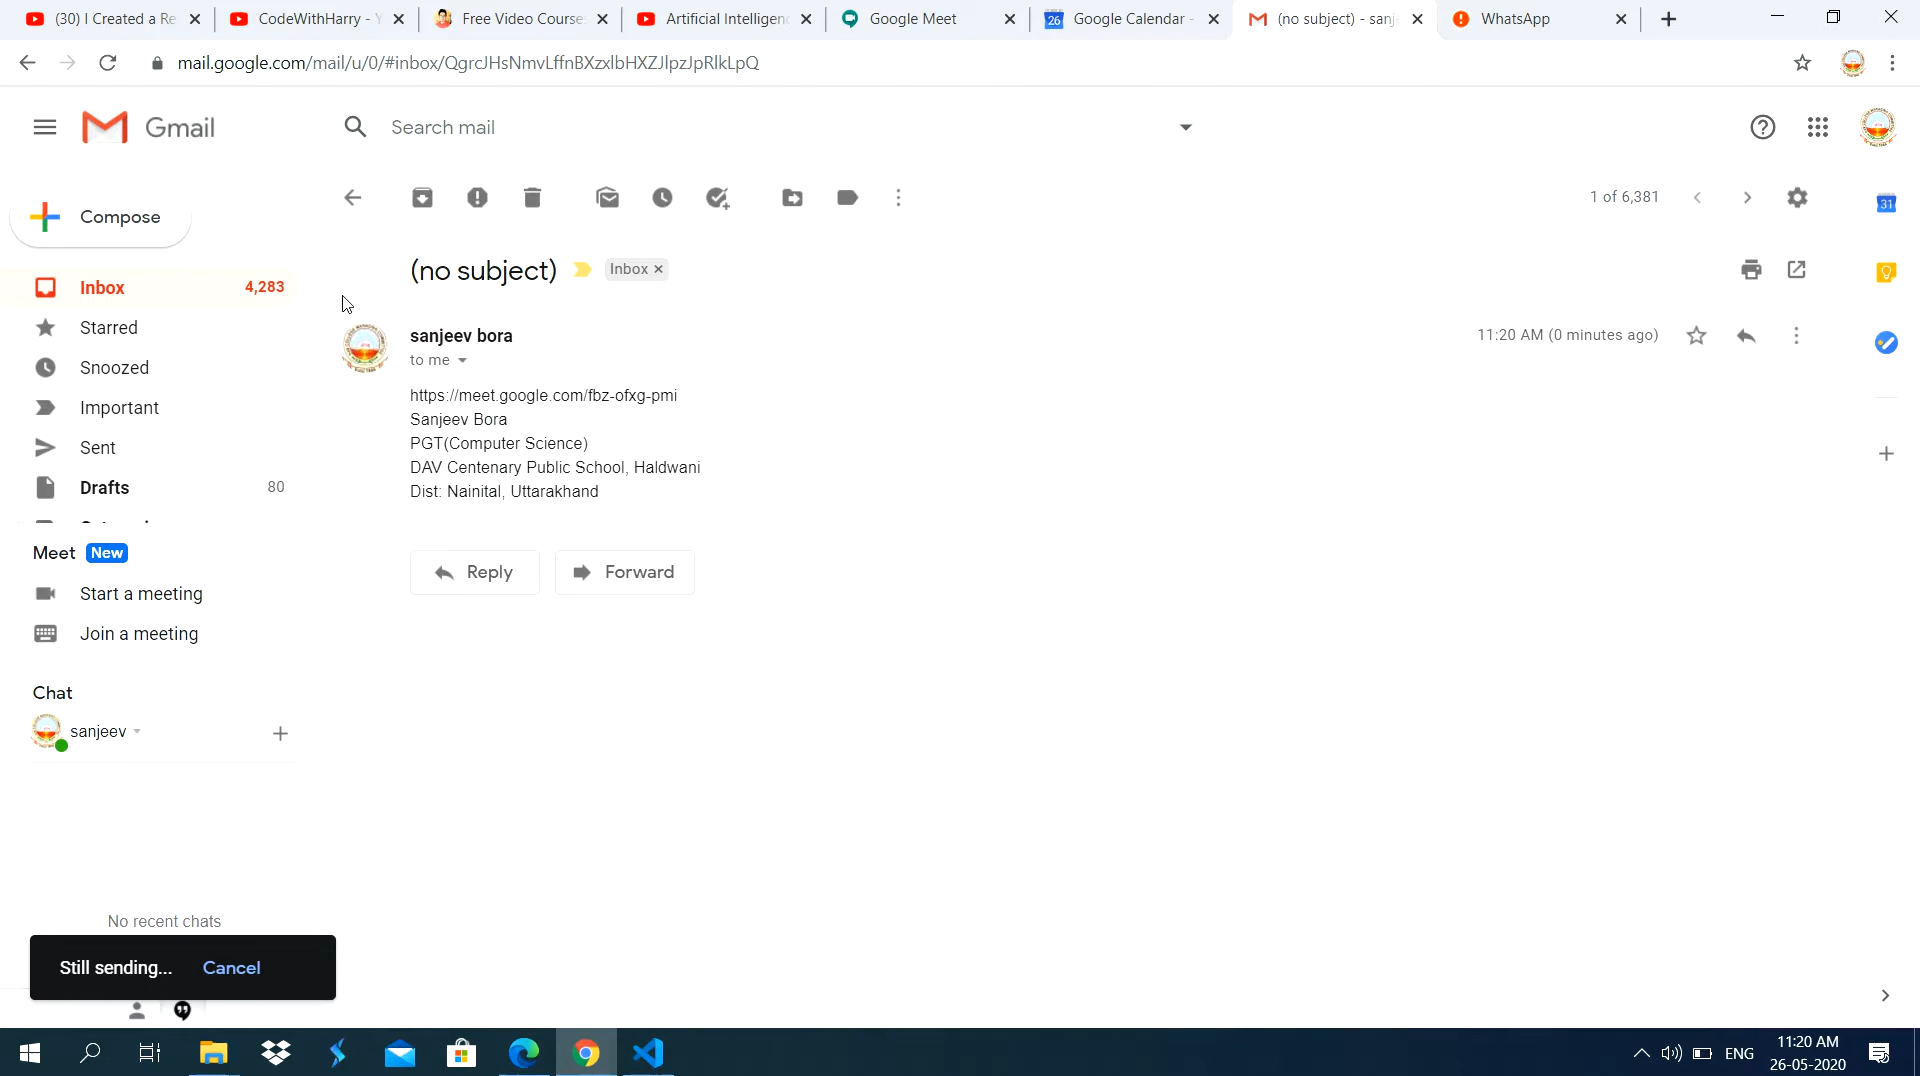 (30) I Created a Re
CodeWithHarry - Y
Free Video Course
Artificial Intelligenc
Google Meet
26
Google Calendar -
(no subject) - sanj
WhatsApp
mail.google.com/mail/u/0/#inbox/QgrcJHsNmvLffnBXzxlbHXZJlpzJpRlkLpQ
Gmail
Search mail
Compose
1 of 6,381
31
(no subject)
Inbox ×
Inbox 4,283
Starred
Snoozed
Important
Sent
Drafts 80
sanjeev bora
to me
11:20 AM (0 minutes ago)
https://meet.google.com/fbz-ofxg-pmi
Sanjeev Bora
PGT(Computer Science)
DAV Centenary Public School, Haldwani
Dist: Nainital, Uttarakhand
Reply
Forward
Meet New
Start a meeting
Join a meeting
Chat
sanjeev
No recent chats
Still sending... Cancel
ENG
11:20 AM
26-05-2020